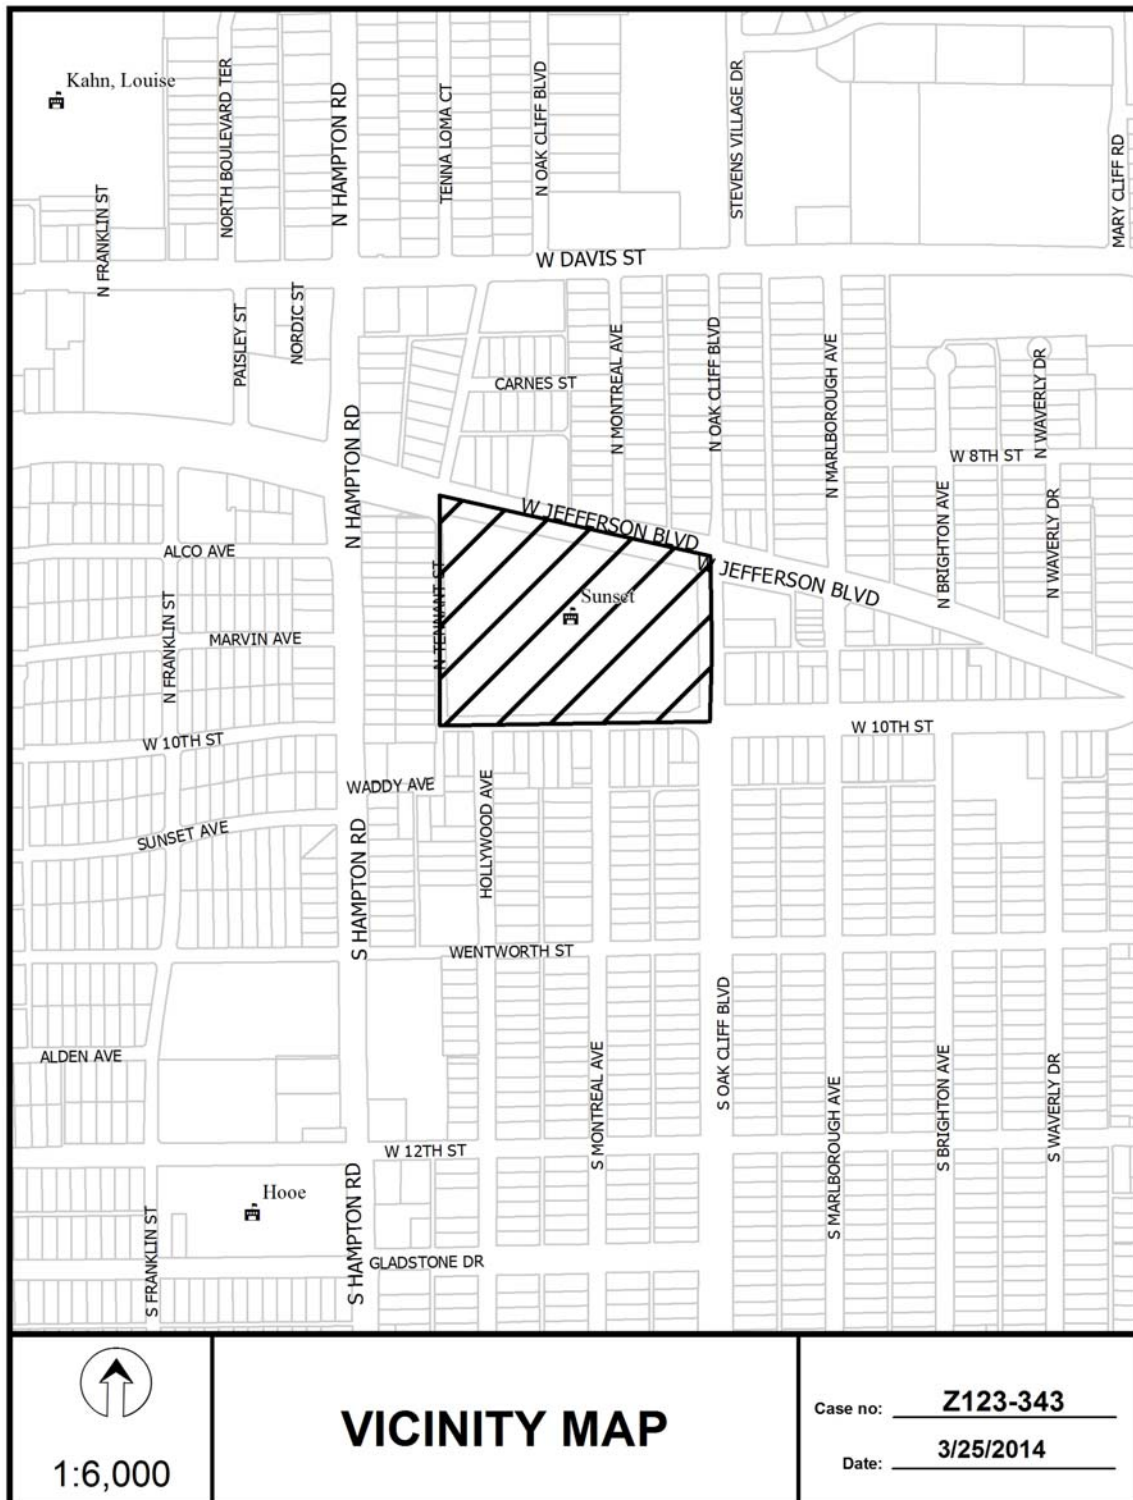 Kahn, Louise
NORTH BOULEVARD TER
N HAMPTON RD
TENNA LOMA CT
N OAK CLIFF BLVD
STEVENS VILLAGE DR
MARY CLIFF RD
N FRANKLIN ST
W DAVIS ST
PAISLEY ST
NORDIC ST
CARNES ST
N MONTREAL AVE
N OAK CLIFF BLVD
N MARLBOROUGH AVE
N WAVERLY DR
W 8TH ST
N HAMPTON RD
W JEFFERSON BLVD
N BRIGHTON AVE
N WAVERLY DR
ALCO AVE
N TENNANT ST
W JEFFERSON BLVD
Sunset
N FRANKLIN ST
MARVIN AVE
W 10TH ST
W 10TH ST
WADDY AVE
HOLLYWOOD AVE
SUNSET AVE
S HAMPTON RD
WENTWORTH ST
S OAK CLIFF BLVD
ALDEN AVE
S MONTREAL AVE
S MARLBOROUGH AVE
S BRIGHTON AVE
S WAVERLY DR
W 12TH ST
Hooe
S FRANKLIN ST
S HAMPTON RD
GLADSTONE DR
1:6,000
VICINITY MAP
Case no: Z123-343
Date: 3/25/2014